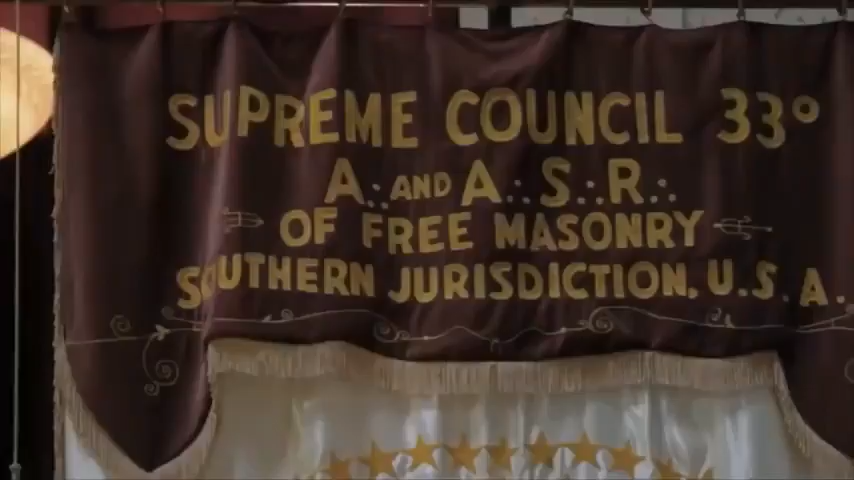 SUPREME COUNCIL 33°
A∴ AND A∴ S∴ R∴
OF FREE MASONRY
SOUTHERN JURISDICTION, U.S.A.